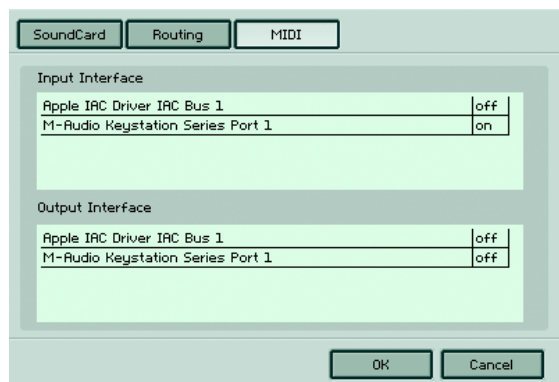 SoundCard Routing MIDI
Input Interface
Apple IAC Driver IAC Bus 1 off
M-Audio Keystation Series Port 1 on
Output Interface
Apple IAC Driver IAC Bus 1 off
M-Audio Keystation Series Port 1 off
OK Cancel